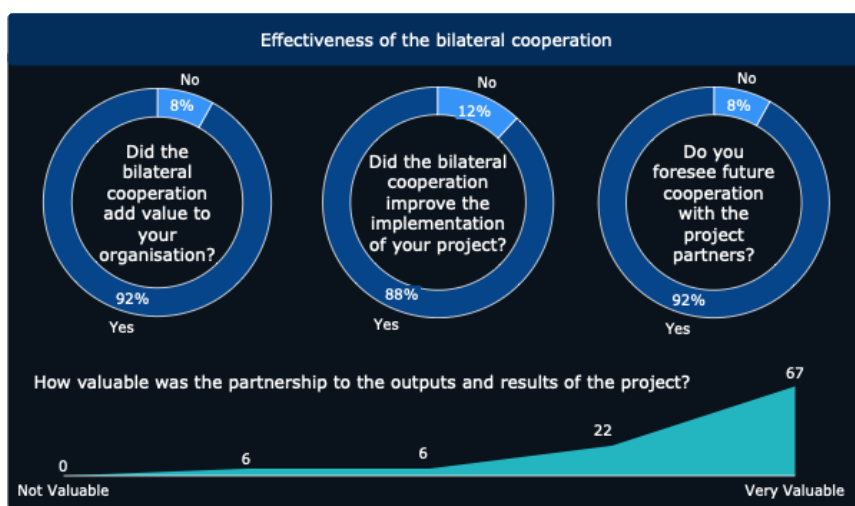 Effectiveness of the bilateral cooperation
No
8%
Did the
bilateral
cooperation
add value to
your
organisation?
92%
Yes
No
12%
Did the bilateral
cooperation
improve the
implementation
of your project?
88%
Yes
No
8%
Do you
foresee future
cooperation
with the
project
partners?
92%
Yes
How valuable was the partnership to the outputs and results of the project?
0
6
6
22
67
Not Valuable
Very Valuable